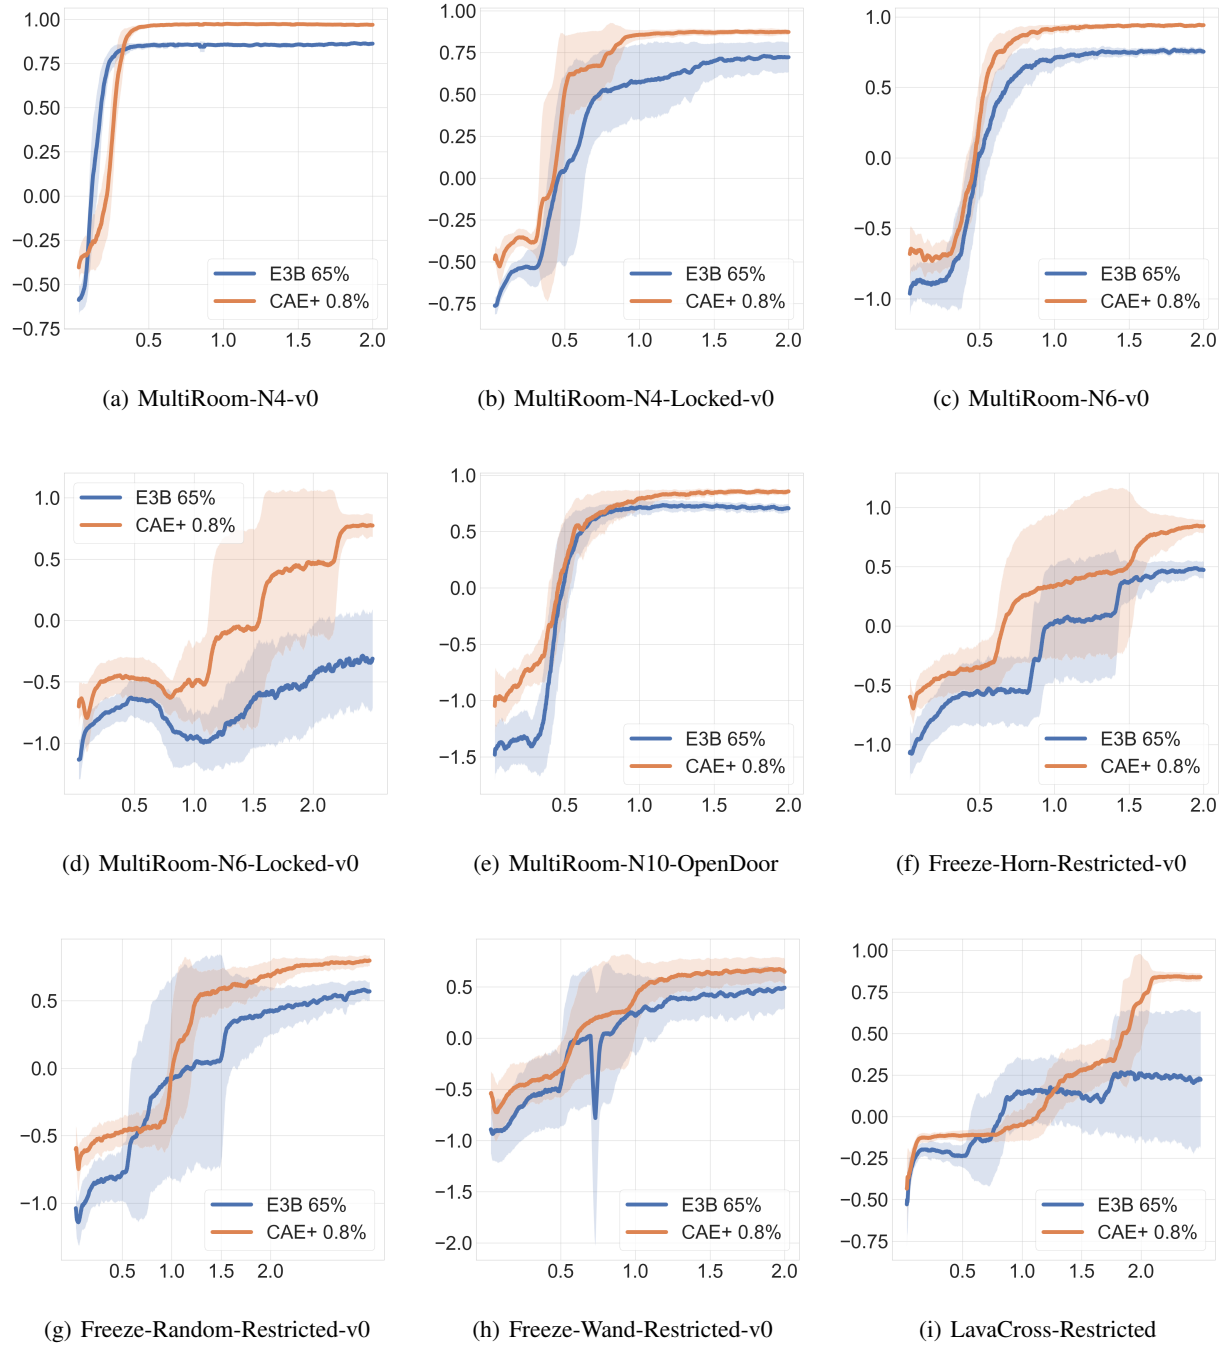 1.00
0.75
0.50
0.25
0.00
−0.25
−0.50
−0.75
0.5 1.0 1.5 2.0
E3B 65%
CAE+ 0.8%
(a) MultiRoom-N4-v0
1.00
0.75
0.50
0.25
0.00
−0.25
−0.50
−0.75
0.5 1.0 1.5 2.0
E3B 65%
CAE+ 0.8%
(b) MultiRoom-N4-Locked-v0
1.0
0.5
0.0
−0.5
−1.0
0.5 1.0 1.5 2.0
E3B 65%
CAE+ 0.8%
(c) MultiRoom-N6-v0
1.0
0.5
0.0
−0.5
−1.0
0.5 1.0 1.5 2.0
E3B 65%
CAE+ 0.8%
(d) MultiRoom-N6-Locked-v0
1.0
0.5
0.0
−0.5
−1.0
−1.5
0.5 1.0 1.5 2.0
E3B 65%
CAE+ 0.8%
(e) MultiRoom-N10-OpenDoor
1.0
0.5
0.0
−0.5
−1.0
0.5 1.0 1.5 2.0
E3B 65%
CAE+ 0.8%
(f) Freeze-Horn-Restricted-v0
0.5
0.0
−0.5
−1.0
0.5 1.0 1.5 2.0
E3B 65%
CAE+ 0.8%
(g) Freeze-Random-Restricted-v0
0.5
0.0
−0.5
−1.0
−1.5
−2.0
0.5 1.0 1.5 2.0
E3B 65%
CAE+ 0.8%
(h) Freeze-Wand-Restricted-v0
1.00
0.75
0.50
0.25
0.00
−0.25
−0.50
−0.75
0.5 1.0 1.5 2.0
E3B 65%
CAE+ 0.8%
(i) LavaCross-Restricted